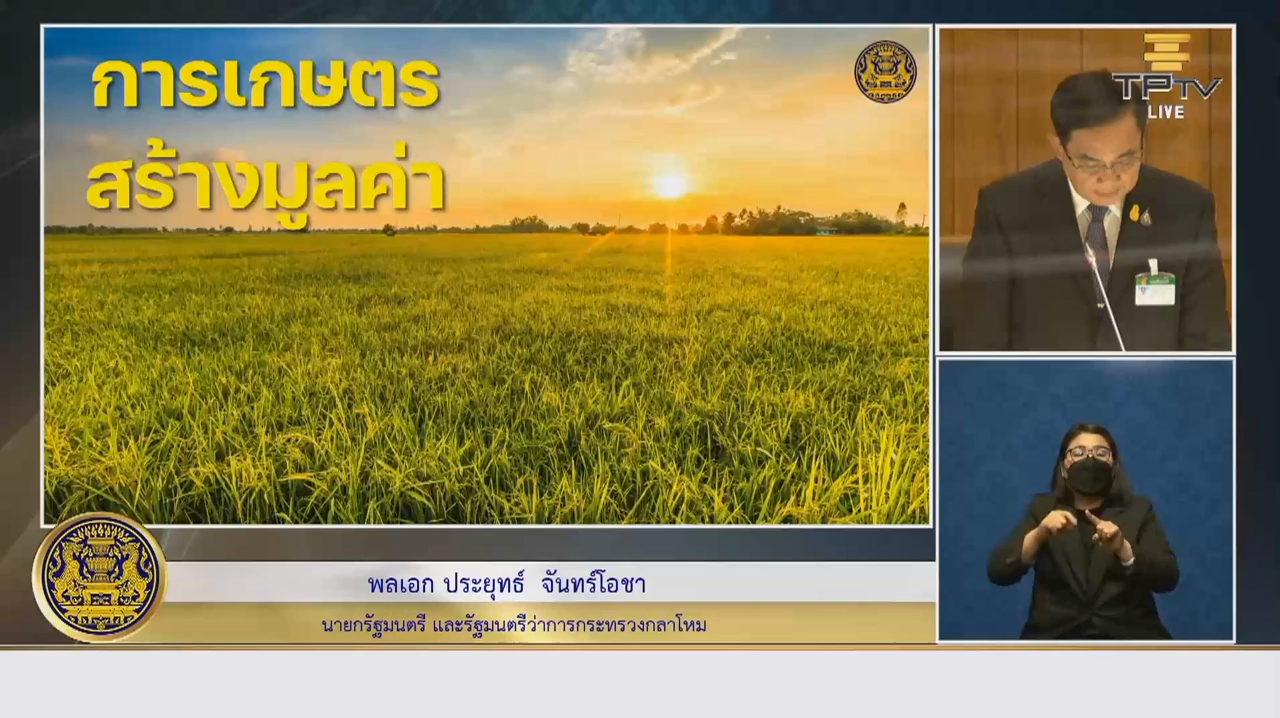 การเกษตร
สร้างมูลค่า
TPTV
LIVE
พลเอก ประยุทธ์ จันทร์โอชา
นายกรัฐมนตรี และรัฐมนตรีว่าการกระทรวงกลาโหม